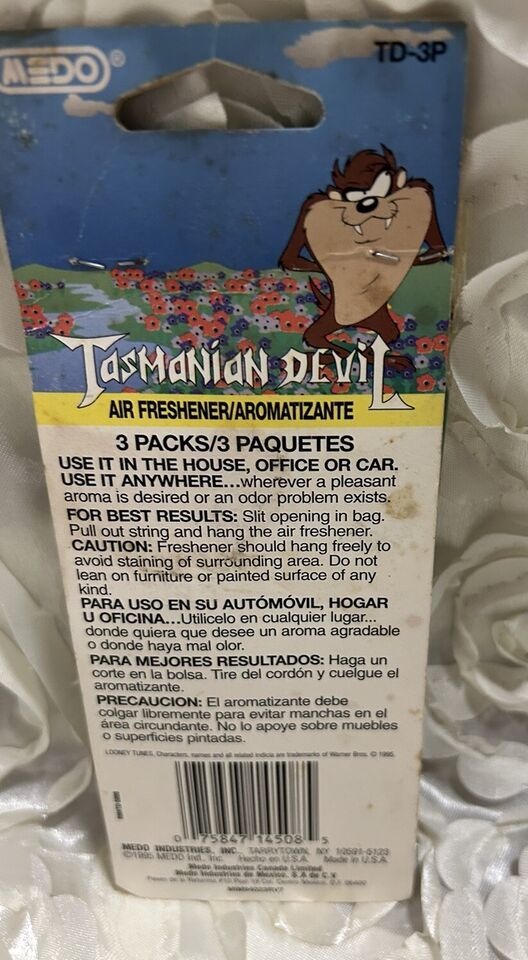 MEDO®
TD-3P
TASMANIAN DEVIL
AIR FRESHENER/AROMATIZANTE
3 PACKS/3 PAQUETES
USE IT IN THE HOUSE, OFFICE OR CAR.
USE IT ANYWHERE...wherever a pleasant
aroma is desired or an odor problem exists.
FOR BEST RESULTS: Slit opening in bag.
Pull out string and hang the air freshener.
CAUTION: Freshener should hang freely to
avoid staining of surrounding area. Do not
lean on furniture or painted surface of any
kind.
PARA USO EN SU AUTÓMÓVIL, HOGAR
U OFICINA...Utilicelo en cualquier lugar...
donde quiera que desee un aroma agradable
o donde haya mal olor.
PARA MEJORES RESULTADOS: Haga un
corte en la bolsa. Tire del cordón y cuelgue el
aromatizante.
PRECAUCION: El aromatizante debe
colgar libremente para evitar manchas en el
área circundante. No lo apoye sobre muebles
o superficies pintadas.
LOONEY TUNES, Characters, names and all related indicia are trademarks of Warner Bros. © 1995.
0 75847 14508 5
MEDO INDUSTRIES, INC., TARRYTOWN, NY 10591-5123
©1995 MEDO Ind., Inc. Hecho en U.S.A. Made in U.S.A.
Medo Industries Canada Limited
Medo Industries de Mexico, S.A. de C.V.